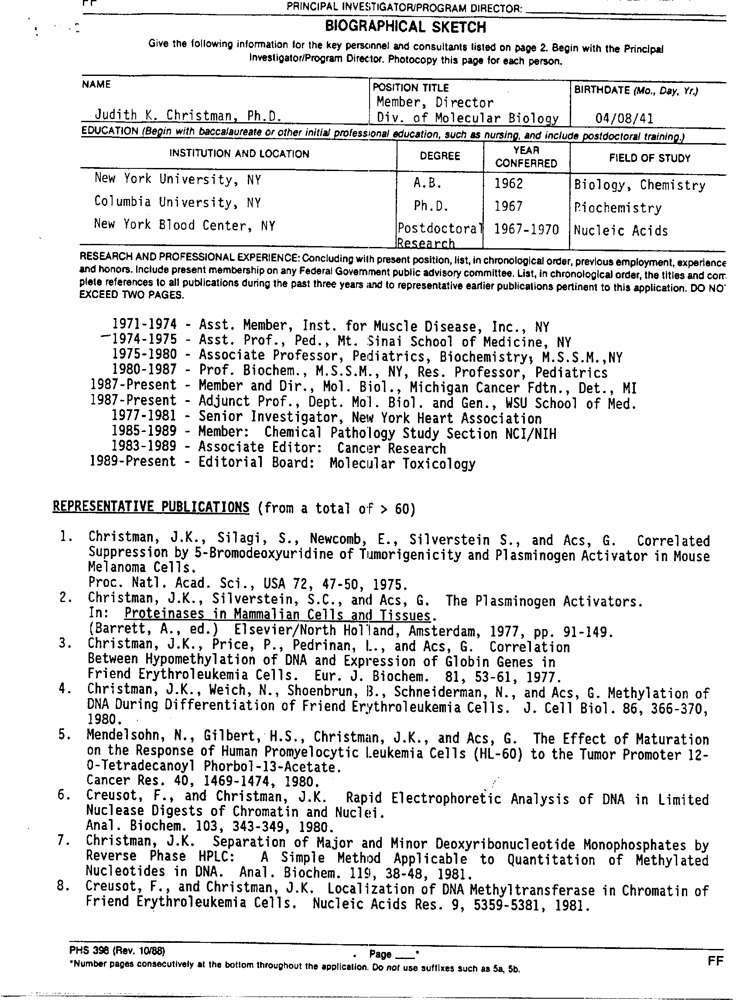 FF
PRINCIPAL INVESTIGATOR/PROGRAM DIRECTOR:
BIOGRAPHICAL SKETCH
Give the following information for the key personnel and consultants listed on page 2. Begin with the Principal
Investigator/Program Director. Photocopy this page for each person.
NAME POSITION TITLE BIRTHDATE (Mo., Day, Yr.)
Member, Director
Judith K. Christman, Ph.D. Div. of Molecular Biology 04/08/41
EDUCATION (Begin with baccalaureate or other initial professional education, such as nursing, and include postdoctoral training.)
INSTITUTION AND LOCATION DEGREE YEAR CONFERRED FIELD OF STUDY
New York University, NY A.B. 1962 Biology, Chemistry
Columbia University, NY Ph.D. 1967 Biochemistry
New York Blood Center, NY Postdoctoral 1967-1970 Nucleic Acids
Research
RESEARCH AND PROFESSIONAL EXPERIENCE: Concluding with present position, list, in chronological order, previous employment, experience
and honors. Include present membership on any Federal Government public advisory committee. List, in chronological order, the titles and com
plete references to all publications during the past three years and to representative earlier publications pertinent to this application. DO NO
EXCEED TWO PAGES.
1971-1974 - Asst. Member, Inst. for Muscle Disease, Inc., NY
1974-1975 - Asst. Prof., Ped., Mt. Sinai School of Medicine, NY
1975-1980 - Associate Professor, Pediatrics, Biochemistry; M.S.S.M.,NY
1980-1987 - Prof. Biochem., M.S.S.M., NY, Res. Professor, Pediatrics
1987-Present - Member and Dir., Mol. Biol., Michigan Cancer Fdtn., Det., MI
1987-Present - Adjunct Prof., Dept. Mol. Biol. and Gen., WSU School of Med.
1977-1981 - Senior Investigator, New York Heart Association
1985-1989 - Member: Chemical Pathology Study Section NCI/NIH
1983-1989 - Associate Editor: Cancer Research
1989-Present - Editorial Board: Molecular Toxicology
REPRESENTATIVE PUBLICATIONS (from a total of > 60)
1. Christman, J.K., Silagi, S., Newcomb, E., Silverstein S., and Acs, G. Correlated
Suppression by 5-Bromodeoxyuridine of Tumorigenicity and Plasminogen Activator in Mouse
Melanoma Cells.
Proc. Natl. Acad. Sci., USA 72, 47-50, 1975.
2. Christman, J.K., Silverstein, S.C., and Acs, G. The Plasminogen Activators.
In: Proteinases in Mammalian Cells and Tissues.
(Barrett, A., ed.) Elsevier/North Holland, Amsterdam, 1977, pp. 91-149.
3. Christman, J.K., Price, P., Pedrinan, L., and Acs, G. Correlation
Between Hypomethylation of DNA and Expression of Globin Genes in
Friend Erythroleukemia Cells. Eur. J. Biochem. 81, 53-61, 1977.
4. Christman, J.K., Weich, N., Shoenbrun, B., Schneiderman, N., and Acs, G. Methylation of
DNA During Differentiation of Friend Erythroleukemia Cells. J. Cell Biol. 86, 366-370,
1980.
5. Mendelsohn, N., Gilbert, H.S., Christman, J.K., and Acs, G. The Effect of Maturation
on the Response of Human Promyelocytic Leukemia Cells (HL-60) to the Tumor Promoter 12-
O-Tetradecanoyl Phorbol-13-Acetate.
Cancer Res. 40, 1469-1474, 1980.
6. Creusot, F., and Christman, J.K. Rapid Electrophoretic Analysis of DNA in Limited
Nuclease Digests of Chromatin and Nuclei.
Anal. Biochem. 103, 343-349, 1980.
7. Christman, J.K. Separation of Major and Minor Deoxyribonucleotide Monophosphates by
Reverse Phase HPLC: A Simple Method Applicable to Quantitation of Methylated
Nucleotides in DNA. Anal. Biochem. 119, 38-48, 1981.
8. Creusot, F., and Christman, J.K. Localization of DNA Methyltransferase in Chromatin of
Friend Erythroleukemia Cells. Nucleic Acids Res. 9, 5359-5381, 1981.
PHS 398 (Rev. 10/88) Page ___*
*Number pages consecutively at the bottom throughout the application. Do not use suffixes such as 5a, 5b.
FF